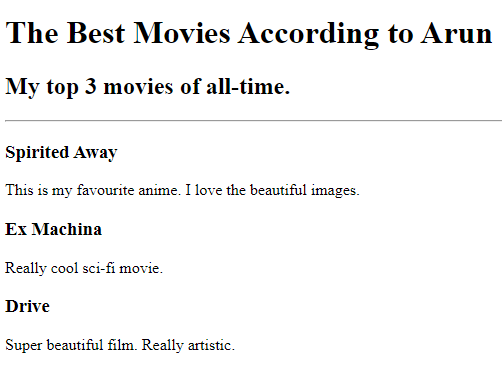 The Best Movies According to Arun
My top 3 movies of all-time.
Spirited Away
This is my favourite anime. I love the beautiful images.
Ex Machina
Really cool sci-fi movie.
Drive
Super beautiful film. Really artistic.